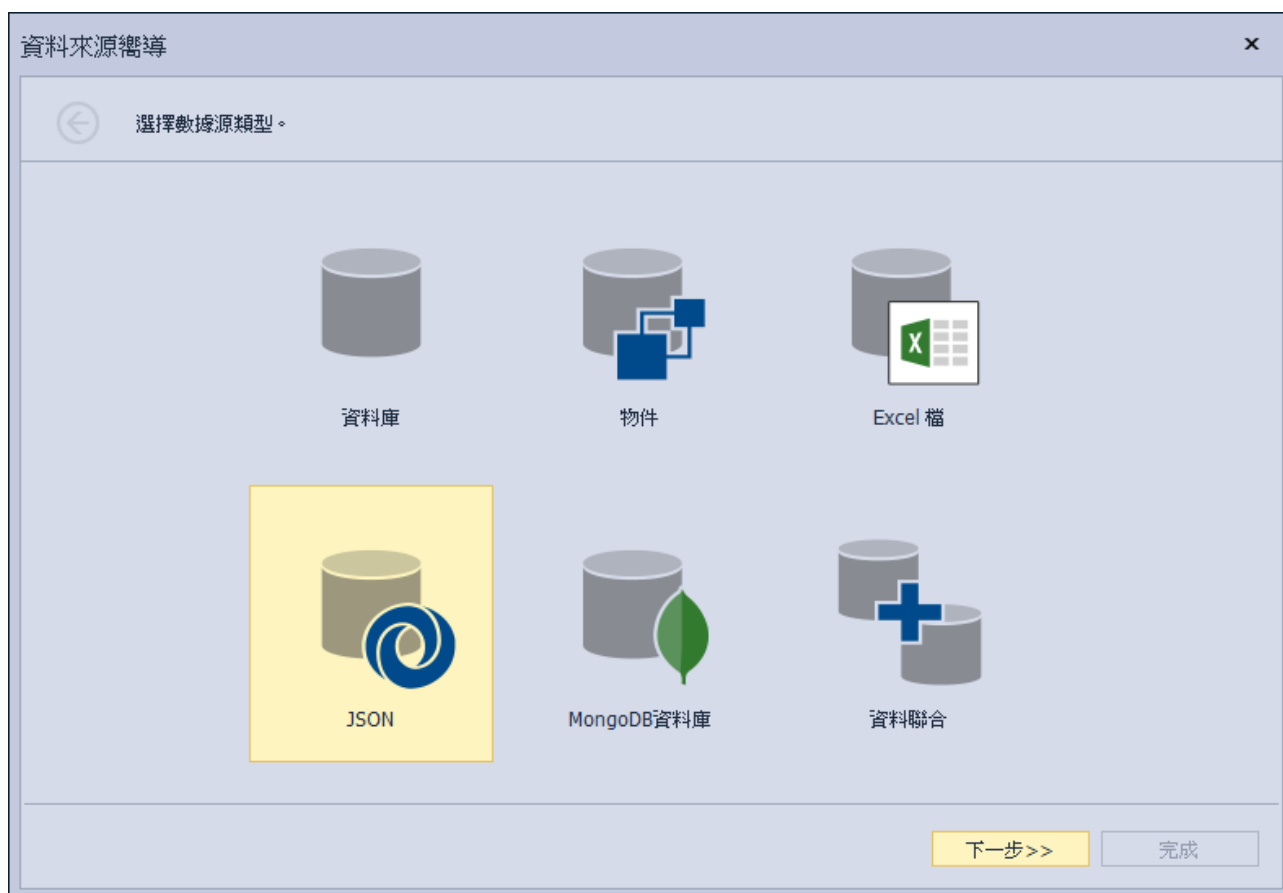 資料來源嚮導
選擇數據源類型。
資料庫
物件
Excel 檔
JSON
MongoDB資料庫
資料聯合
下一步>>
完成